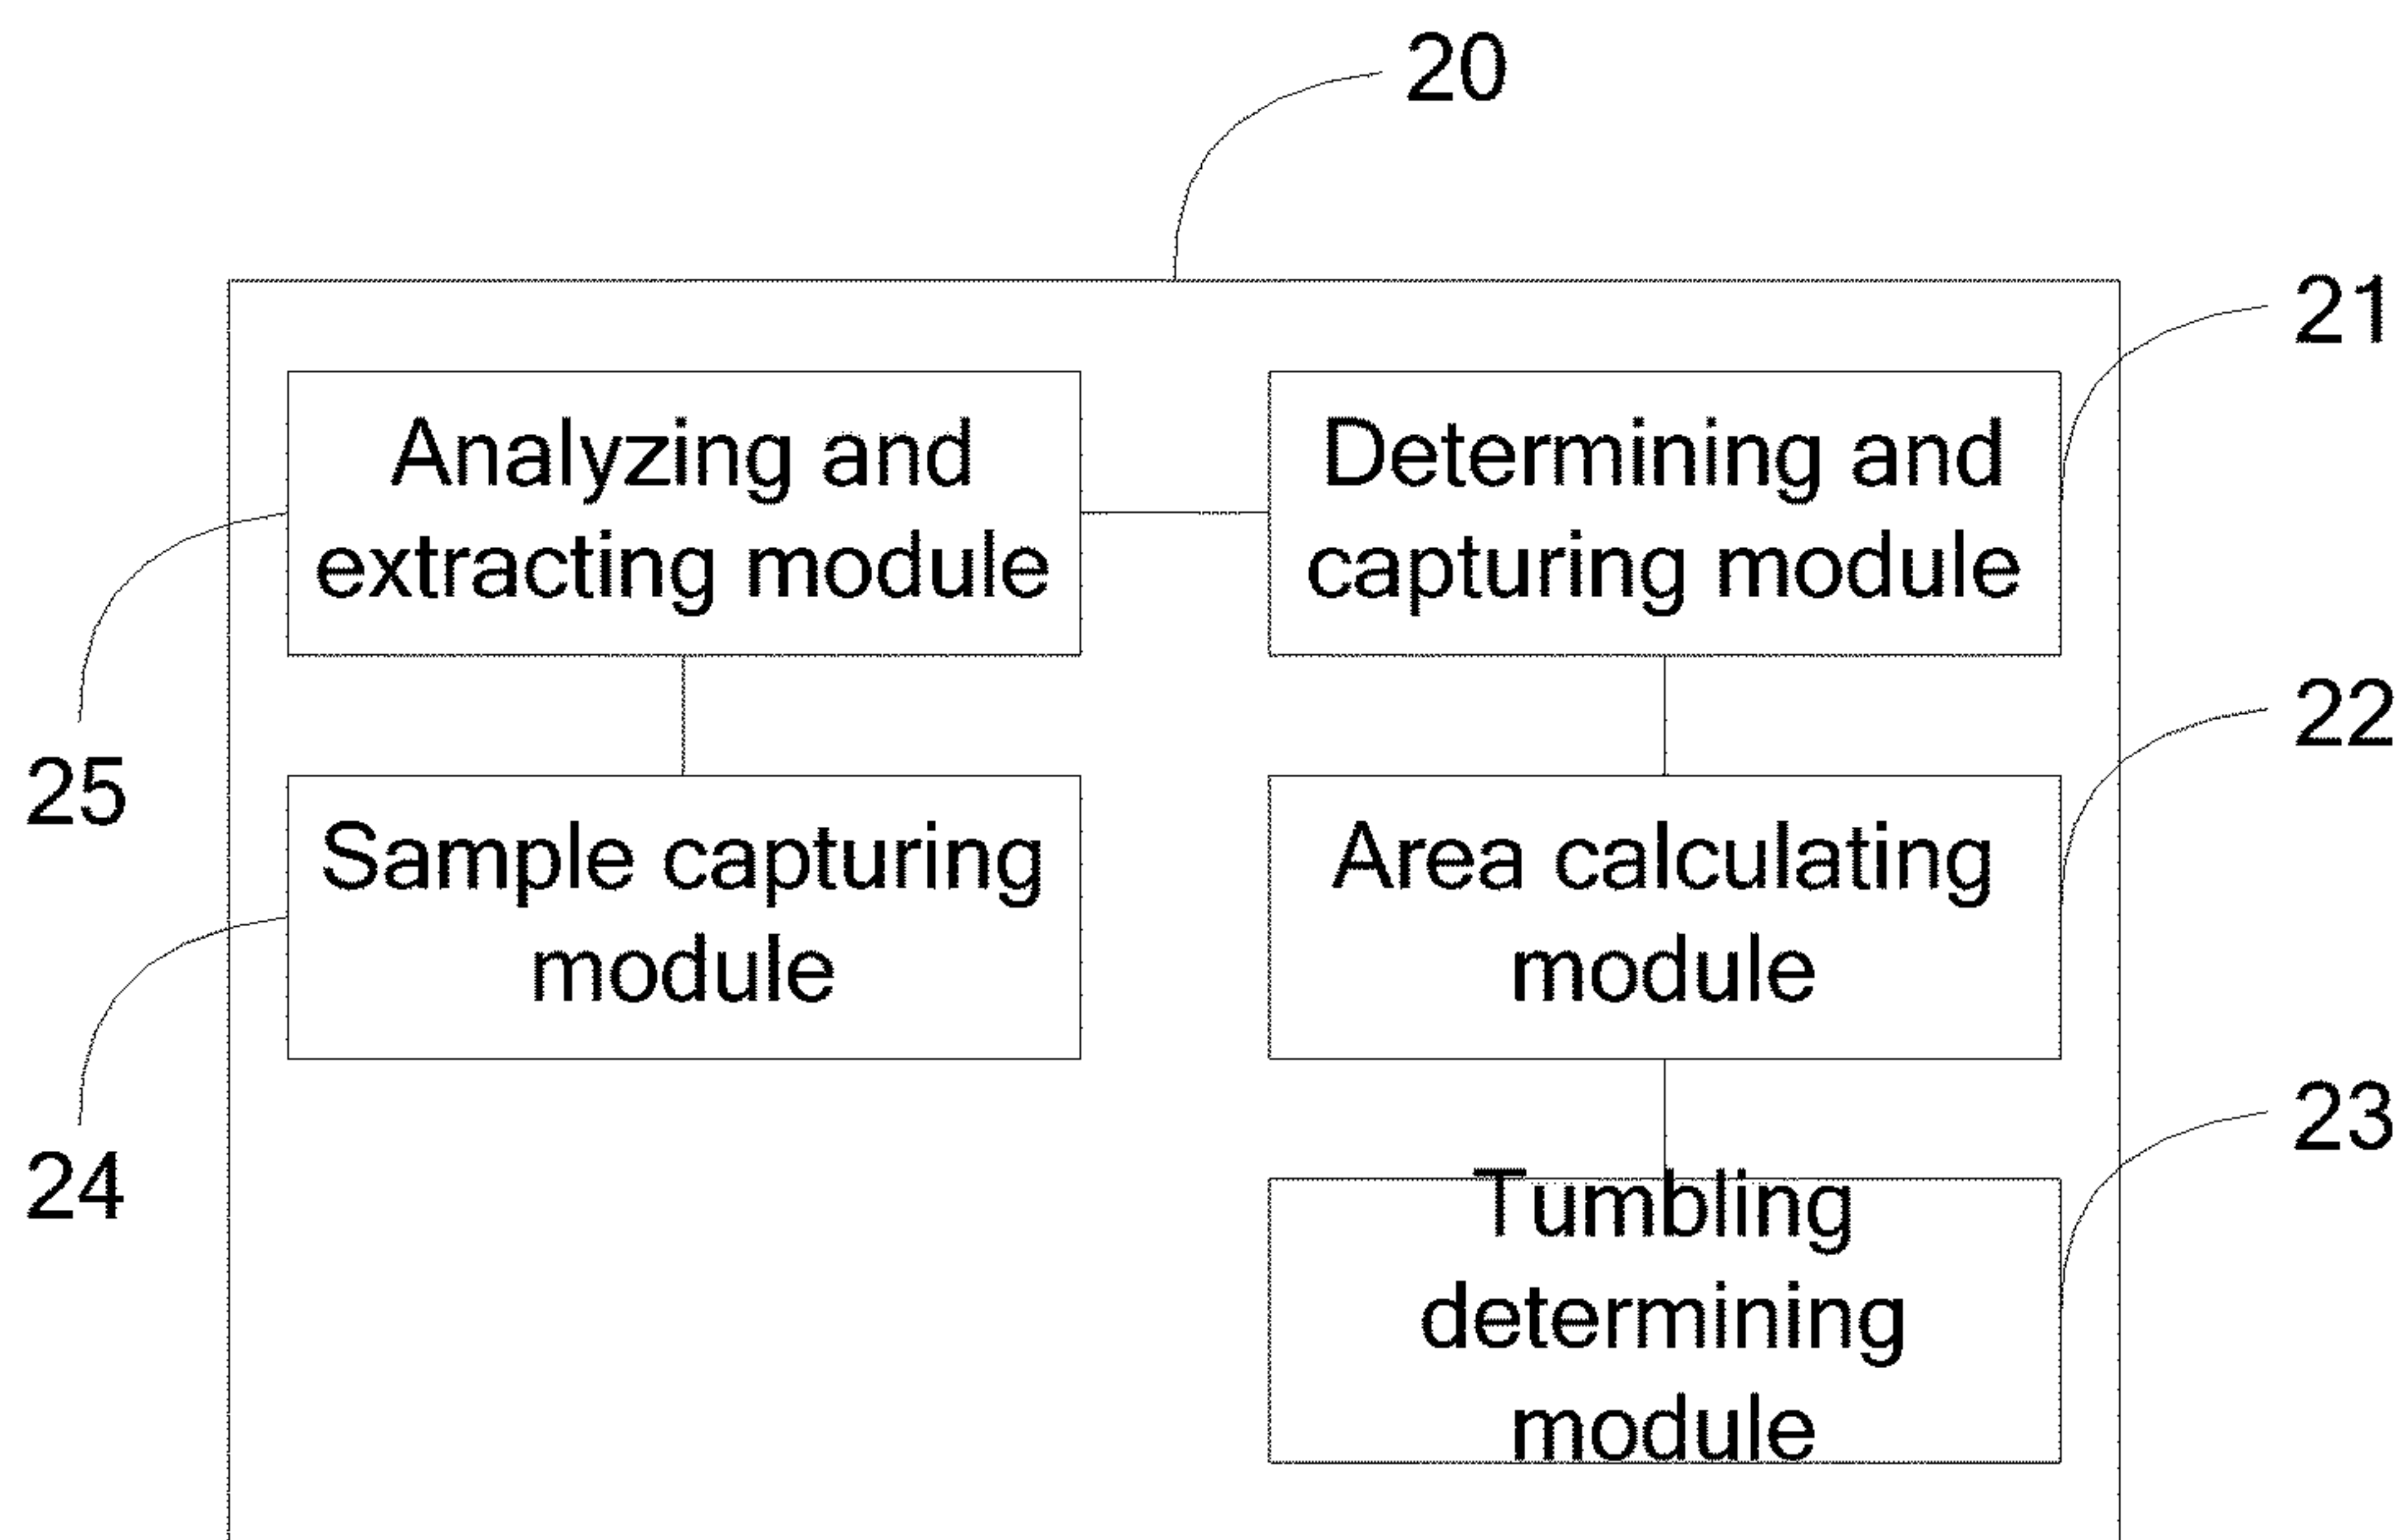 20
21
Analyzing and
extracting module
Determining and
capturing module
22
25
Sample capturing
module
Area calculating
module
23
24
Tumbling
determining
module